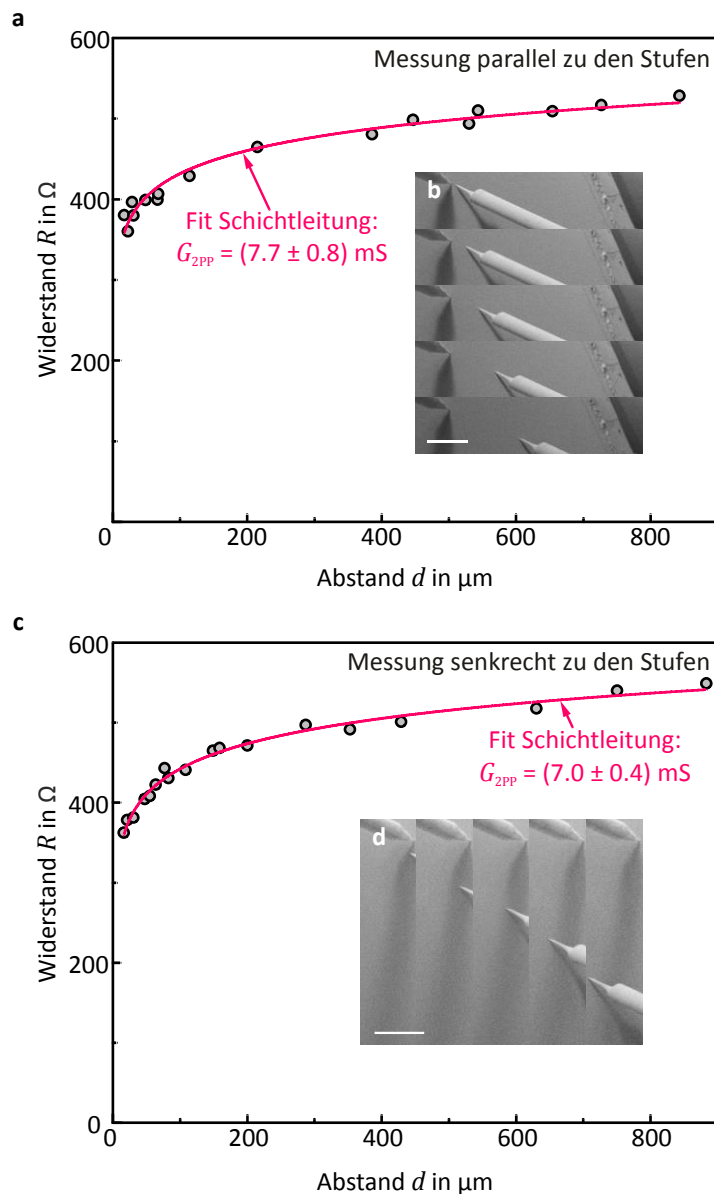 a
600
400
200
0
Widerstand R in Ω
Messung parallel zu den Stufen
Fit Schichtleitung:
G2PP = (7.7 ± 0.8) mS
b
200
400
600
800
Abstand d in µm
c
600
400
200
0
Widerstand R in Ω
Messung senkrecht zu den Stufen
Fit Schichtleitung:
G2PP = (7.0 ± 0.4) mS
d
0
200
400
600
800
Abstand d in µm